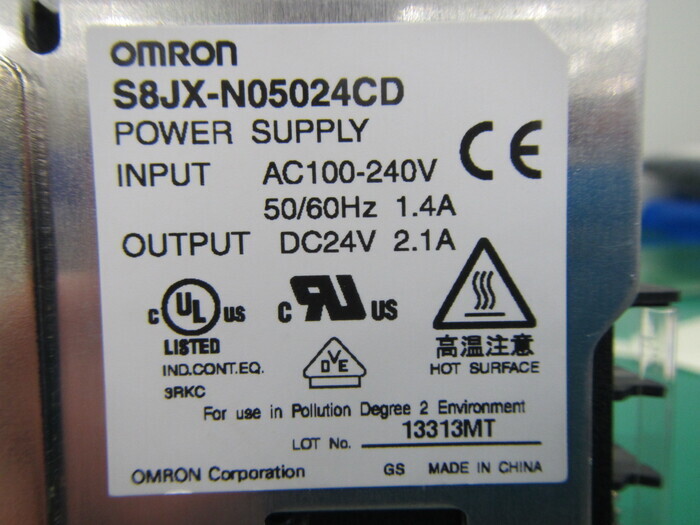 OMRON
S8JX-N05024CD
POWER SUPPLY
INPUT AC100-240V
50/60Hz 1.4A
OUTPUT DC24V 2.1A
CE
c UL us
LISTED
IND.CONT.EQ.
3RKC
c RU us
DVE
高温注意
HOT SURFACE
For use in Pollution Degree 2 Environment
LOT No. 13313MT
OMRON Corporation GS MADE IN CHINA